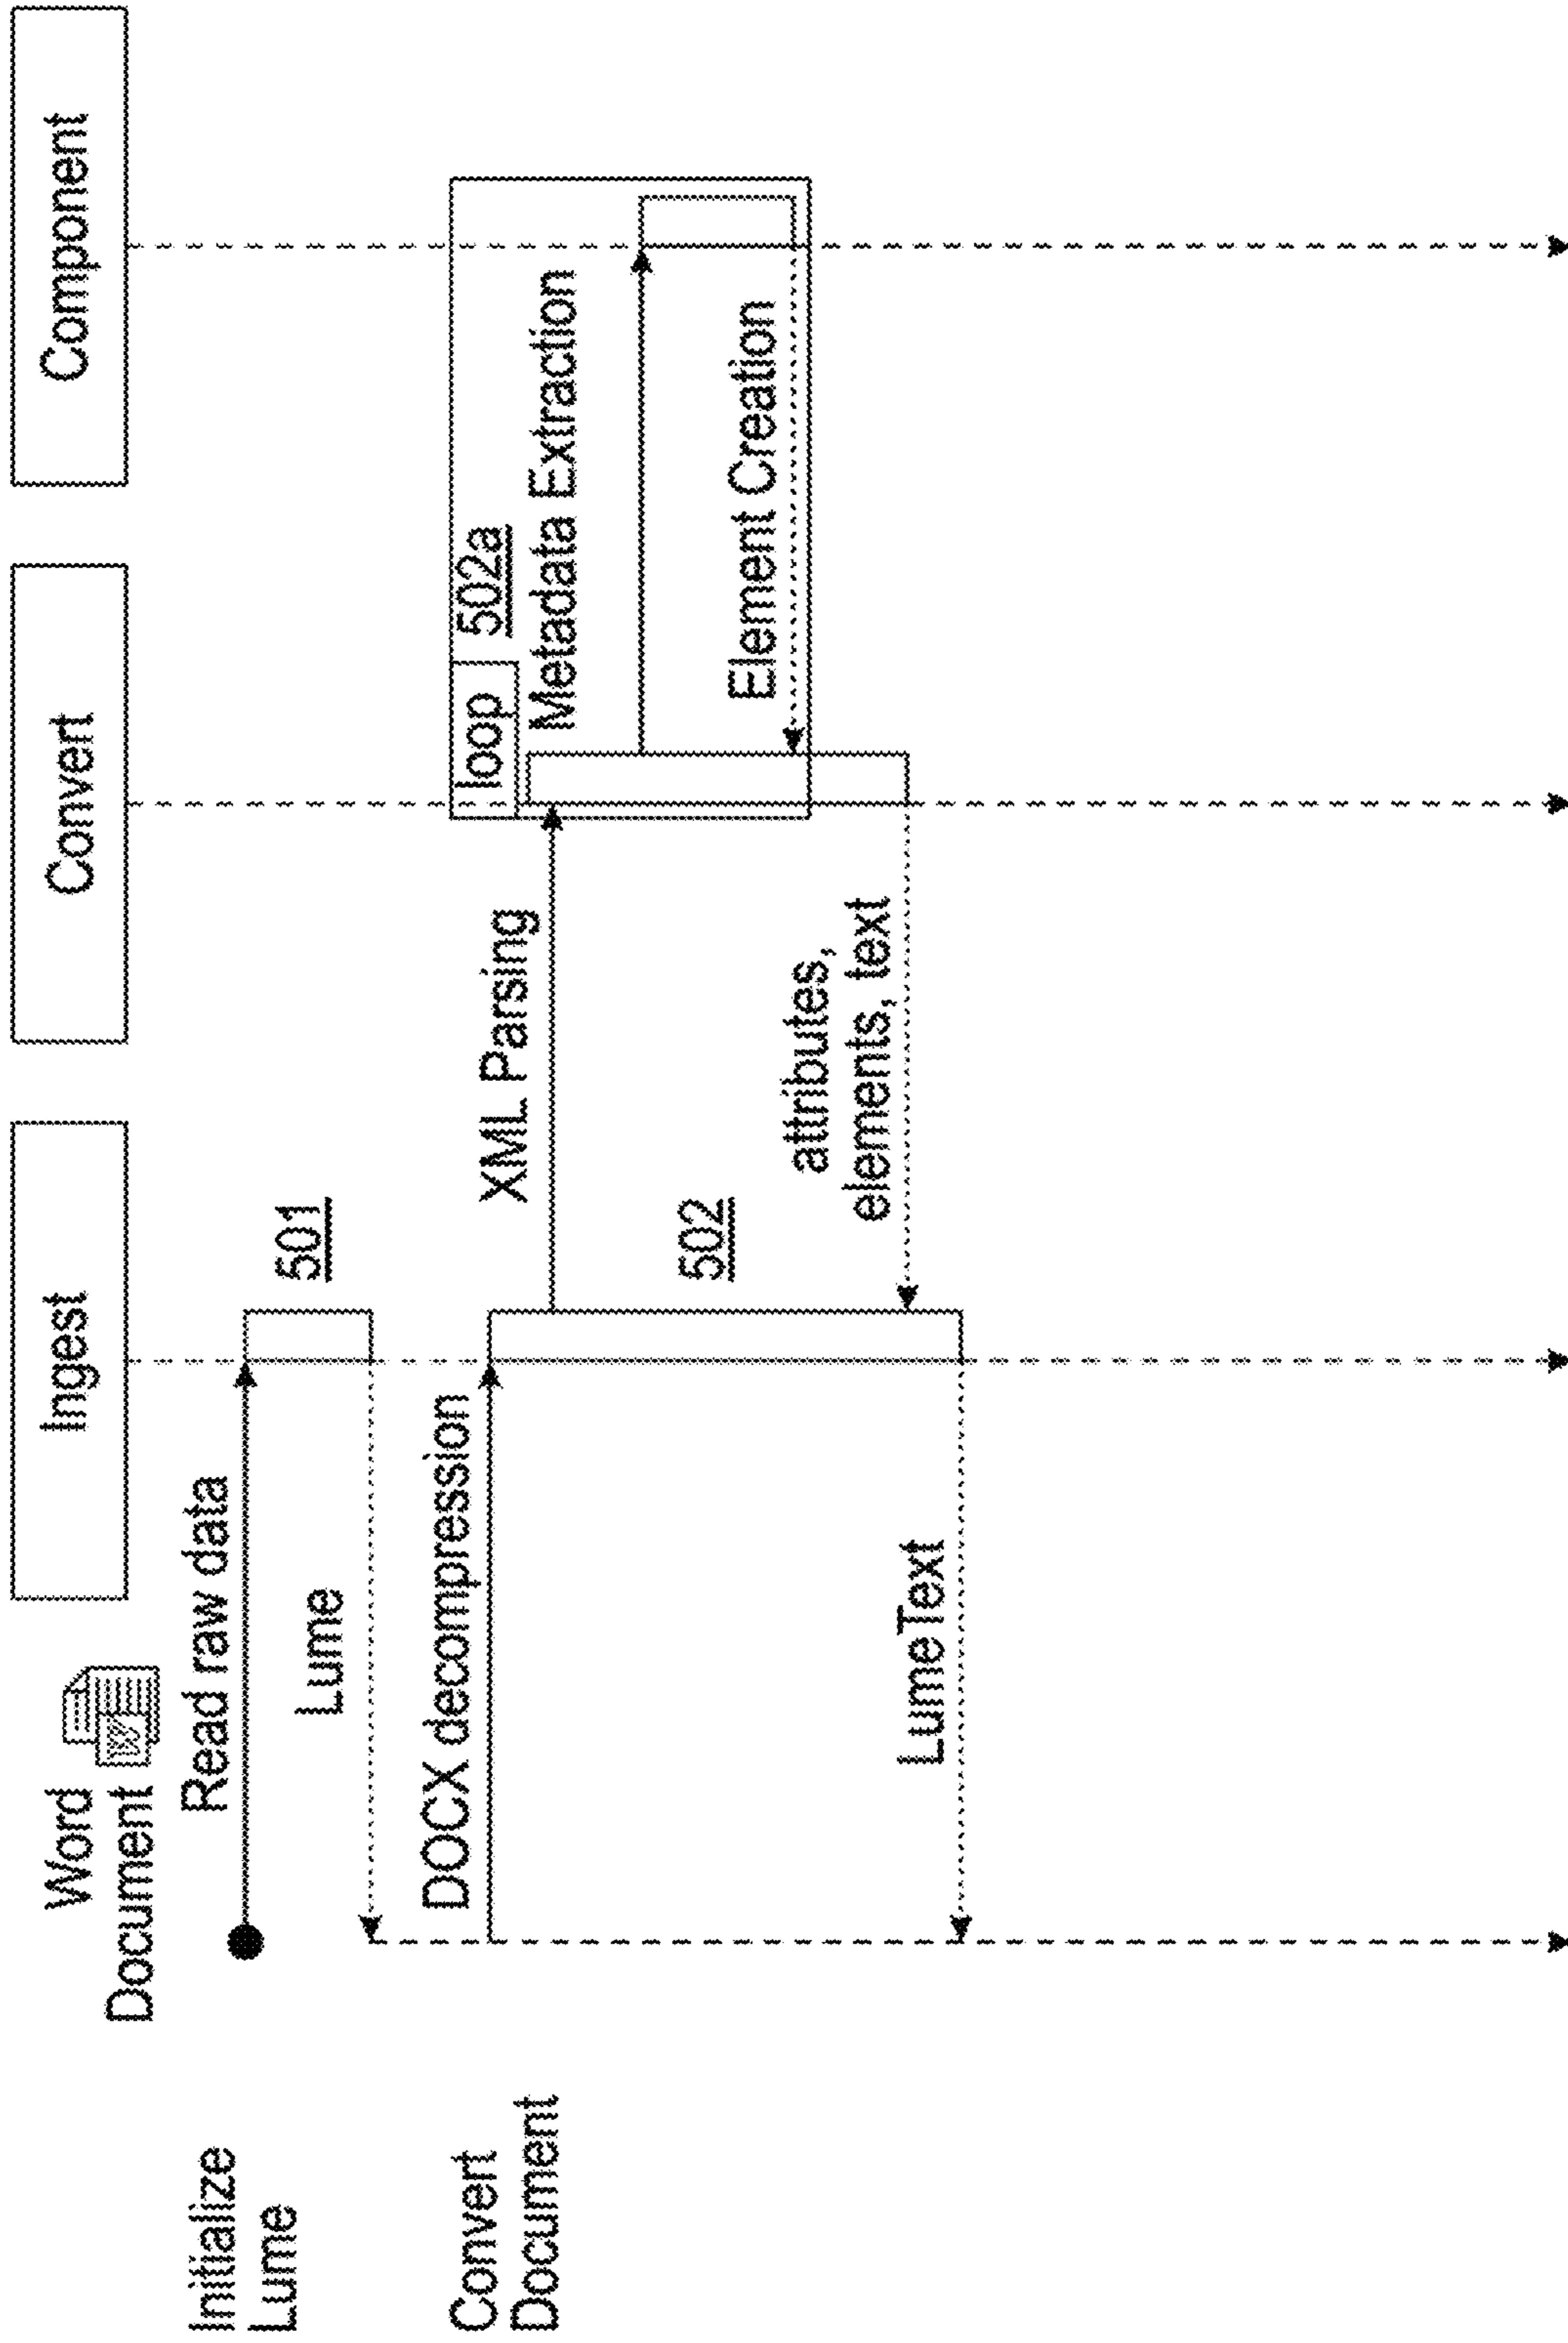 Word
Document
Ingest
Convert
Component
Initialize
Lume
Read raw data
501
Lume
Convert
Document
DOCX decompression
XML Parsing
loop
502a
Metadata Extraction
502
Element Creation
attributes,
elements, text
LumeText